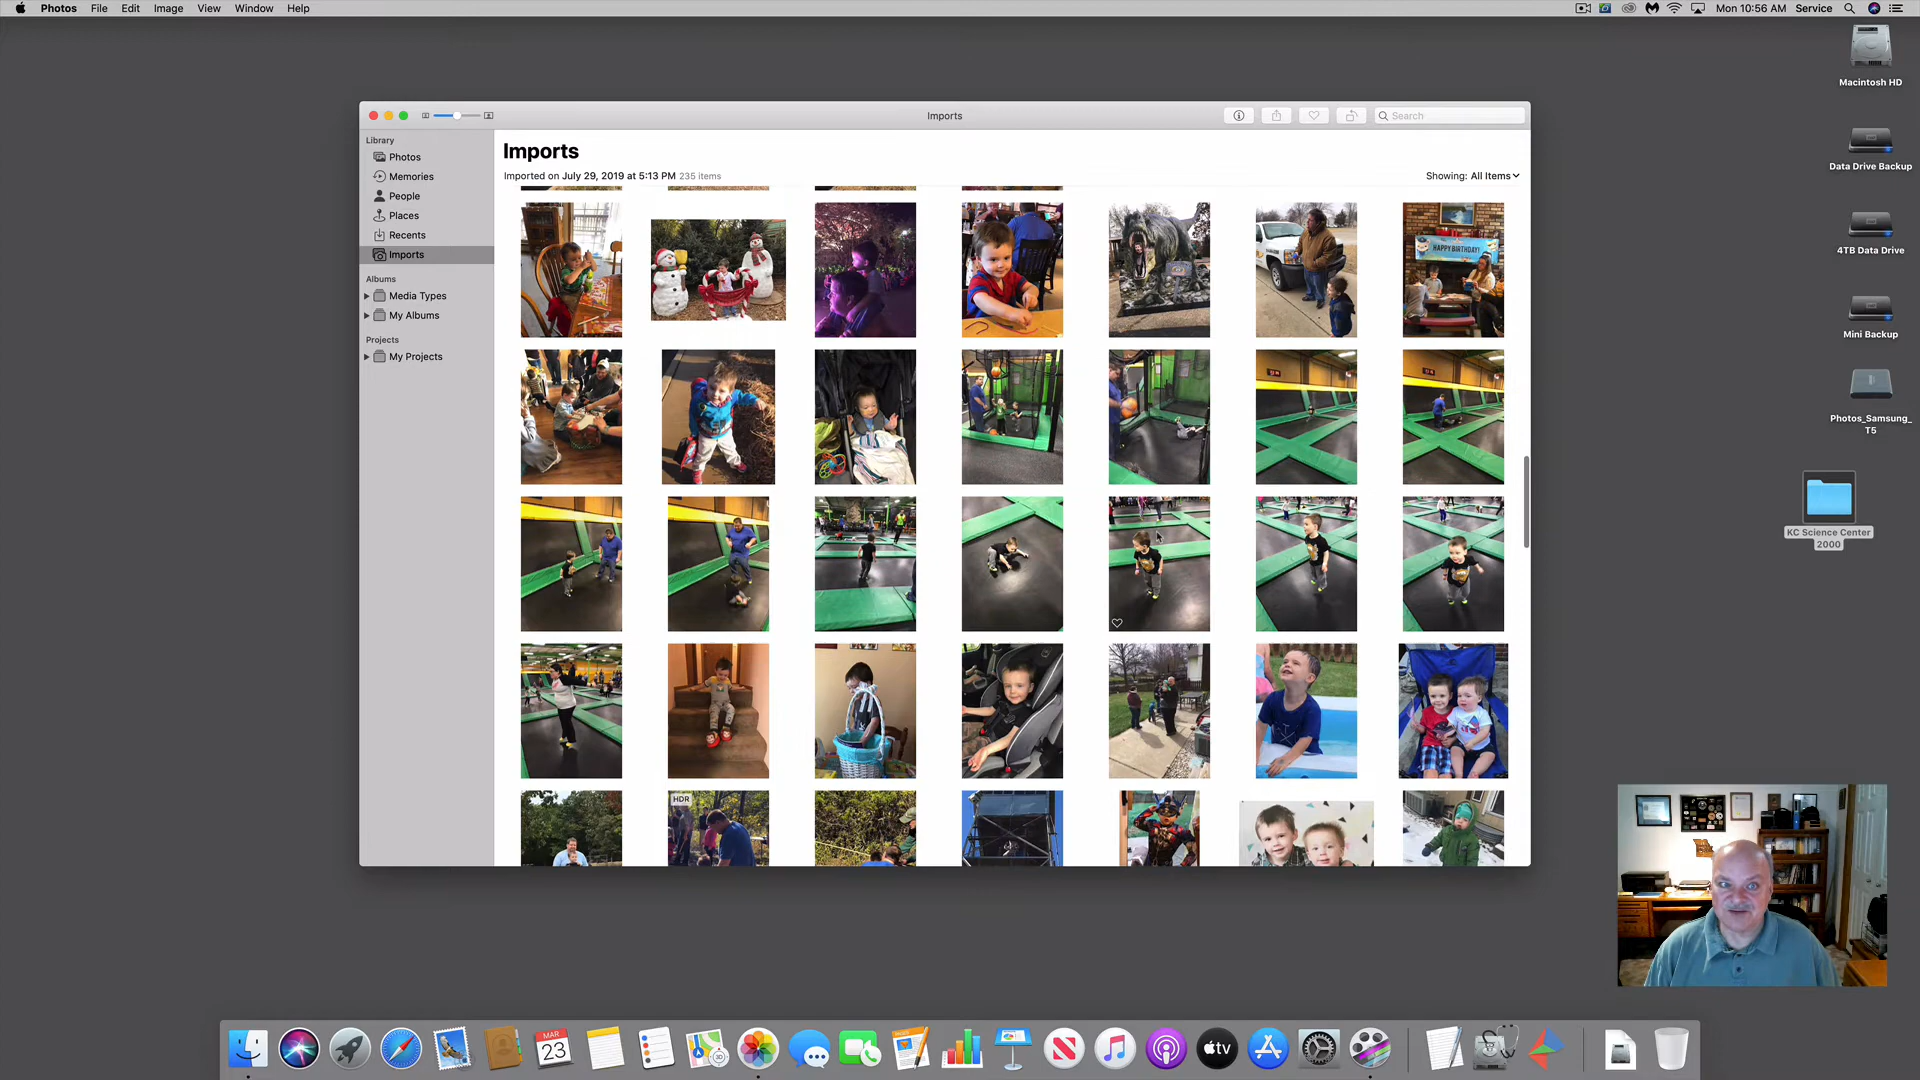 Photos File Edit Image View Window Help
Mon 10:56 AM Service
Macintosh HD
Data Drive Backup
4TB Data Drive
Mini Backup
Photos_Samsung_
T5
KC Science Center
2000
Imports
Search
Library
Photos
Memories
People
Places
Recents
Imports
Albums
Media Types
My Albums
Projects
My Projects
Imports
Imported on July 29, 2019 at 5:13 PM 235 items
Showing: All Items
HAPPY BIRTHDAY!
HDR
MAR
23
3D
tv